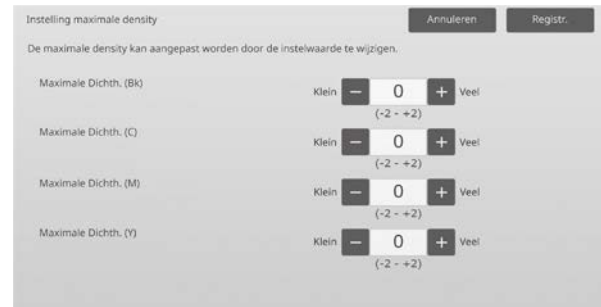 Instelling maximale density Annuleren Registr.
De maximale density kan aangepast worden door de instelwaarde te wijzigen.
Maximale Dichth. (Bk) Klein − 0 + Veel
(-2 - +2)
Maximale Dichth. (C) Klein − 0 + Veel
(-2 - +2)
Maximale Dichth. (M) Klein − 0 + Veel
(-2 - +2)
Maximale Dichth. (Y) Klein − 0 + Veel
(-2 - +2)